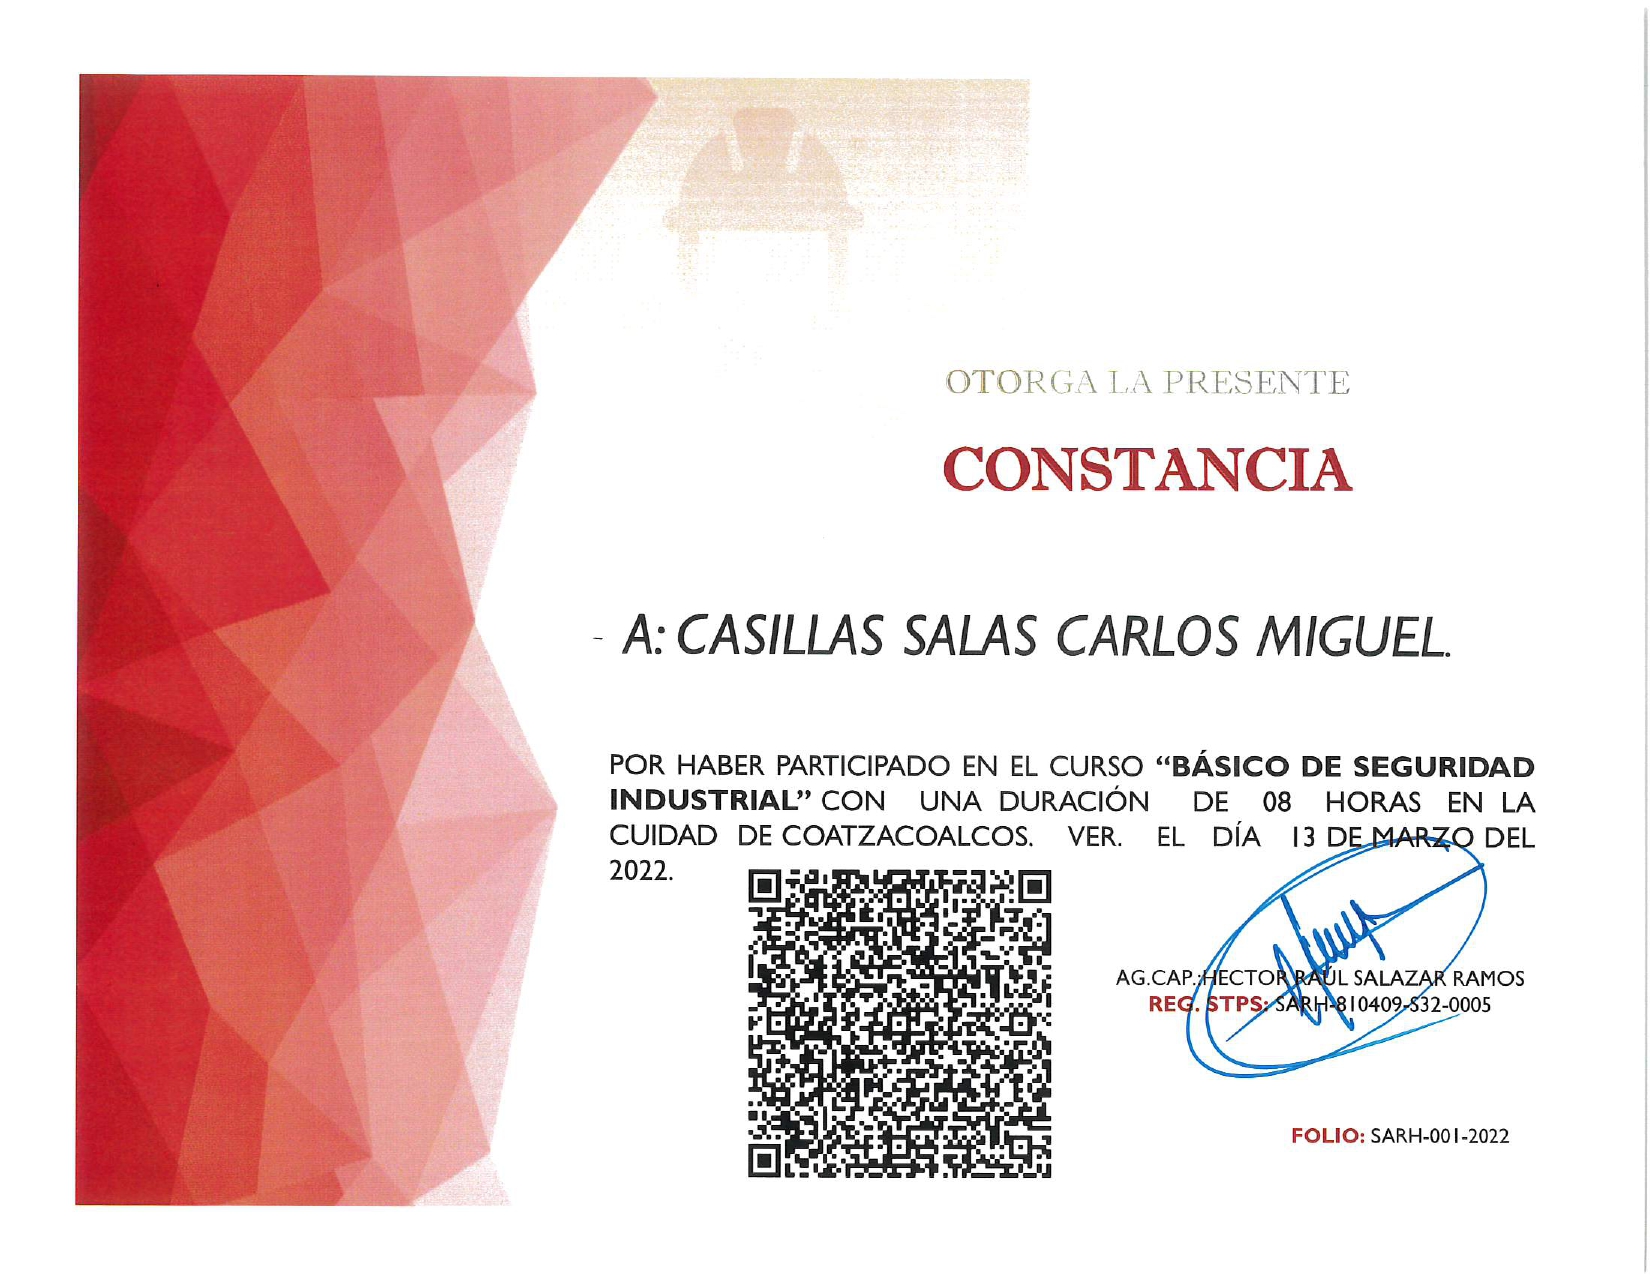 OTORGA LA PRESENTE
CONSTANCIA
- A: CASILLAS SALAS CARLOS MIGUEL.
POR HABER PARTICIPADO EN EL CURSO “BÁSICO DE SEGURIDAD
INDUSTRIAL” CON UNA DURACIÓN DE 08 HORAS EN LA
CUIDAD DE COATZACOALCOS. VER. EL DÍA 13 DE MARZO DEL
2022.
AG.CAP.:HECTOR RAÚL SALAZAR RAMOS
REG. STPS: SARH-810409-S32-0005
FOLIO: SARH-001-2022